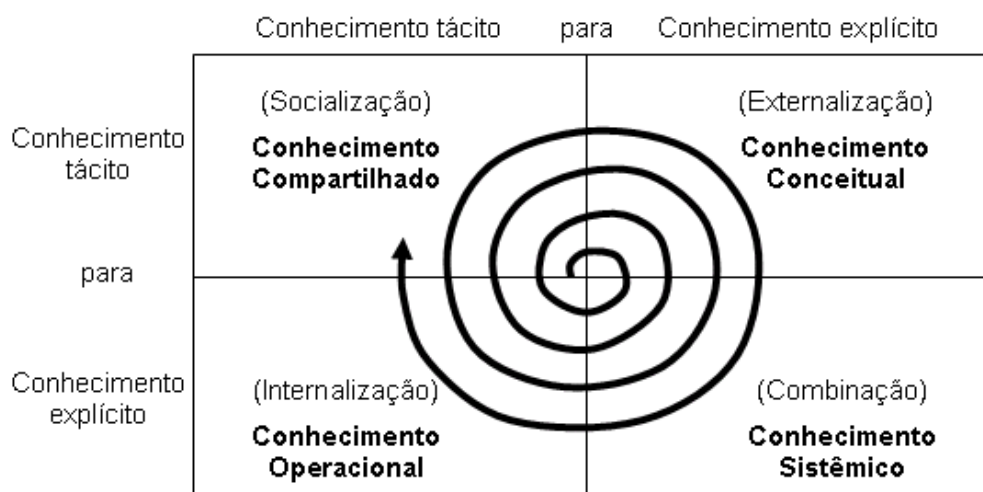 Conhecimento tácito para Conhecimento explícito
Conhecimento
tácito
para
Conhecimento
explícito
(Socialização)
Conhecimento
Compartilhado
(Externalização)
Conhecimento
Conceitual
(Internalização)
Conhecimento
Operacional
(Combinação)
Conhecimento
Sistêmico